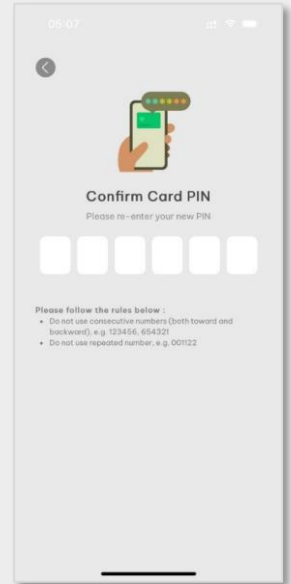 05:07
Confirm Card PIN
Please re-enter your new PIN
Please follow the rules below :
• Do not use consecutive numbers (both toward and
backward), e.g. 123456, 654321
• Do not use repeated number, e.g. 001122